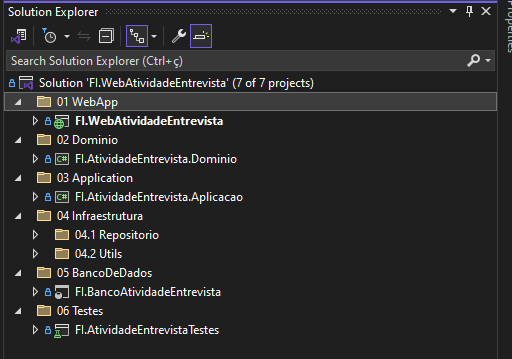 Solution Explorer
Search Solution Explorer (Ctrl+ç)
Solution 'FI.WebAtividadeEntrevista' (7 of 7 projects)
01 WebApp
FI.WebAtividadeEntrevista
02 Dominio
C# FI.AtividadeEntrevista.Dominio
03 Application
C# FI.AtividadeEntrevista.Aplicacao
04 Infraestrutura
04.1 Repositorio
04.2 Utils
05 BancoDeDados
FI.BancoAtividadeEntrevista
06 Testes
FI.AtividadeEntrevistaTestes
Properties